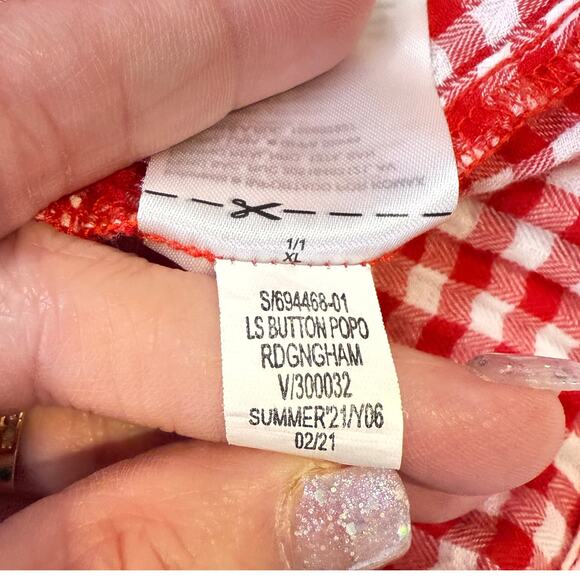 1/1
XL
S/694468-01
LS BUTTON POPO
RDGNGHAM
V/300032
SUMMER'21/Y06
02/21